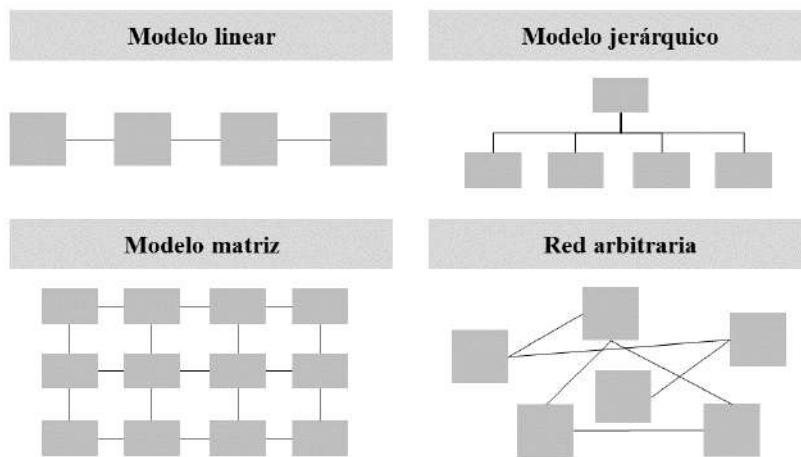 Modelo linear
Modelo jerárquico
Modelo matriz
Red arbitraria